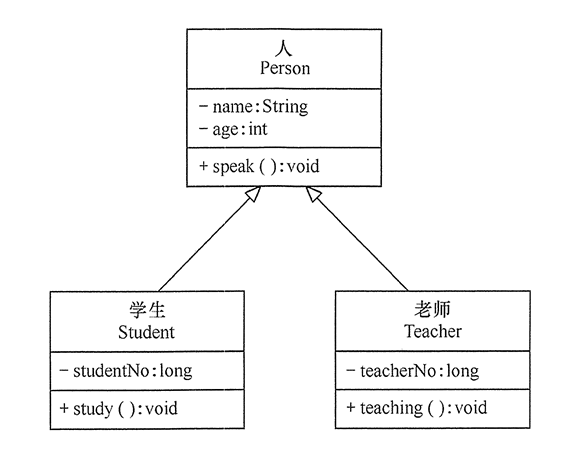 人
Person
- name:String
- age:int
+ speak ( ):void
学生
Student
- studentNo:long
+ study ( ):void
老师
Teacher
- teacherNo:long
+ teaching ( ):void